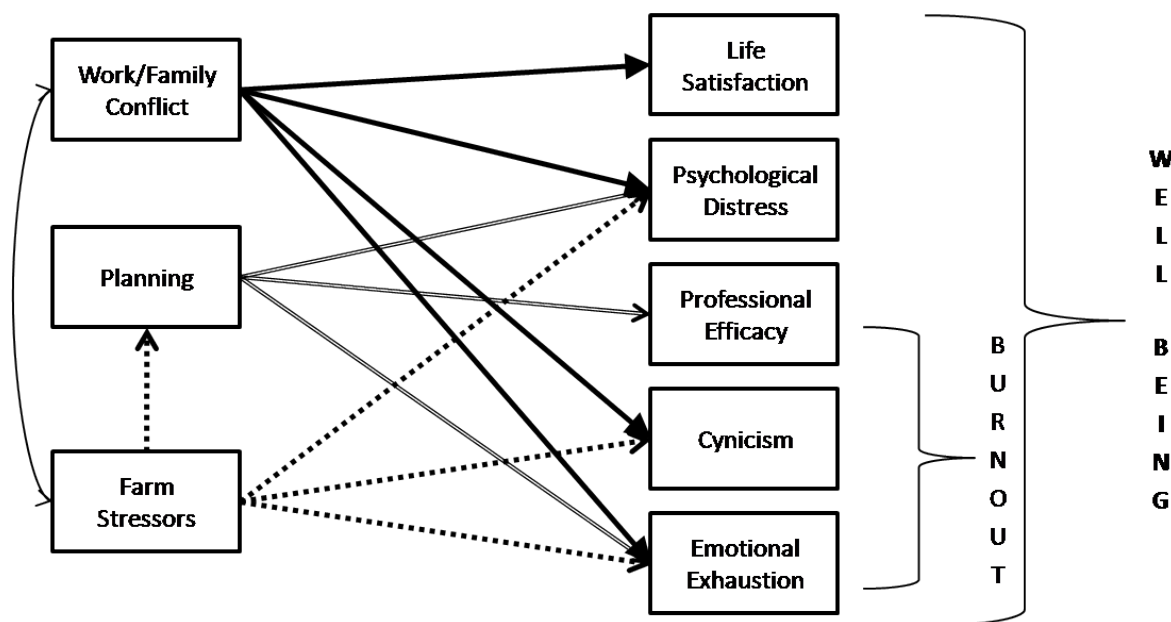 Work/Family
Conflict
Planning
Farm
Stressors
Life
Satisfaction
Psychological
Distress
Professional
Efficacy
Cynicism
Emotional
Exhaustion
B
U
R
N
O
U
T
W
E
L
L
B
E
I
N
G